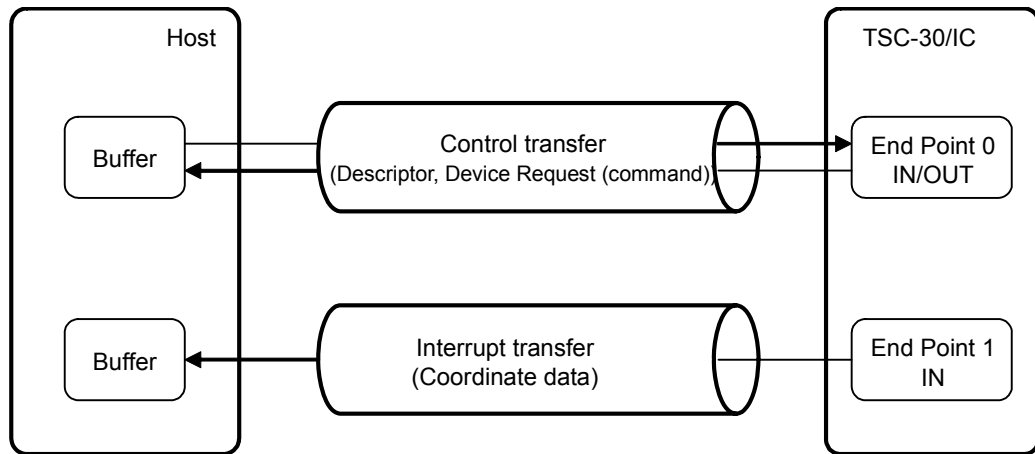 Host
TSC-30/IC
Buffer
Control transfer
(Descriptor, Device Request (command))
End Point 0
IN/OUT
Buffer
Interrupt transfer
(Coordinate data)
End Point 1
IN